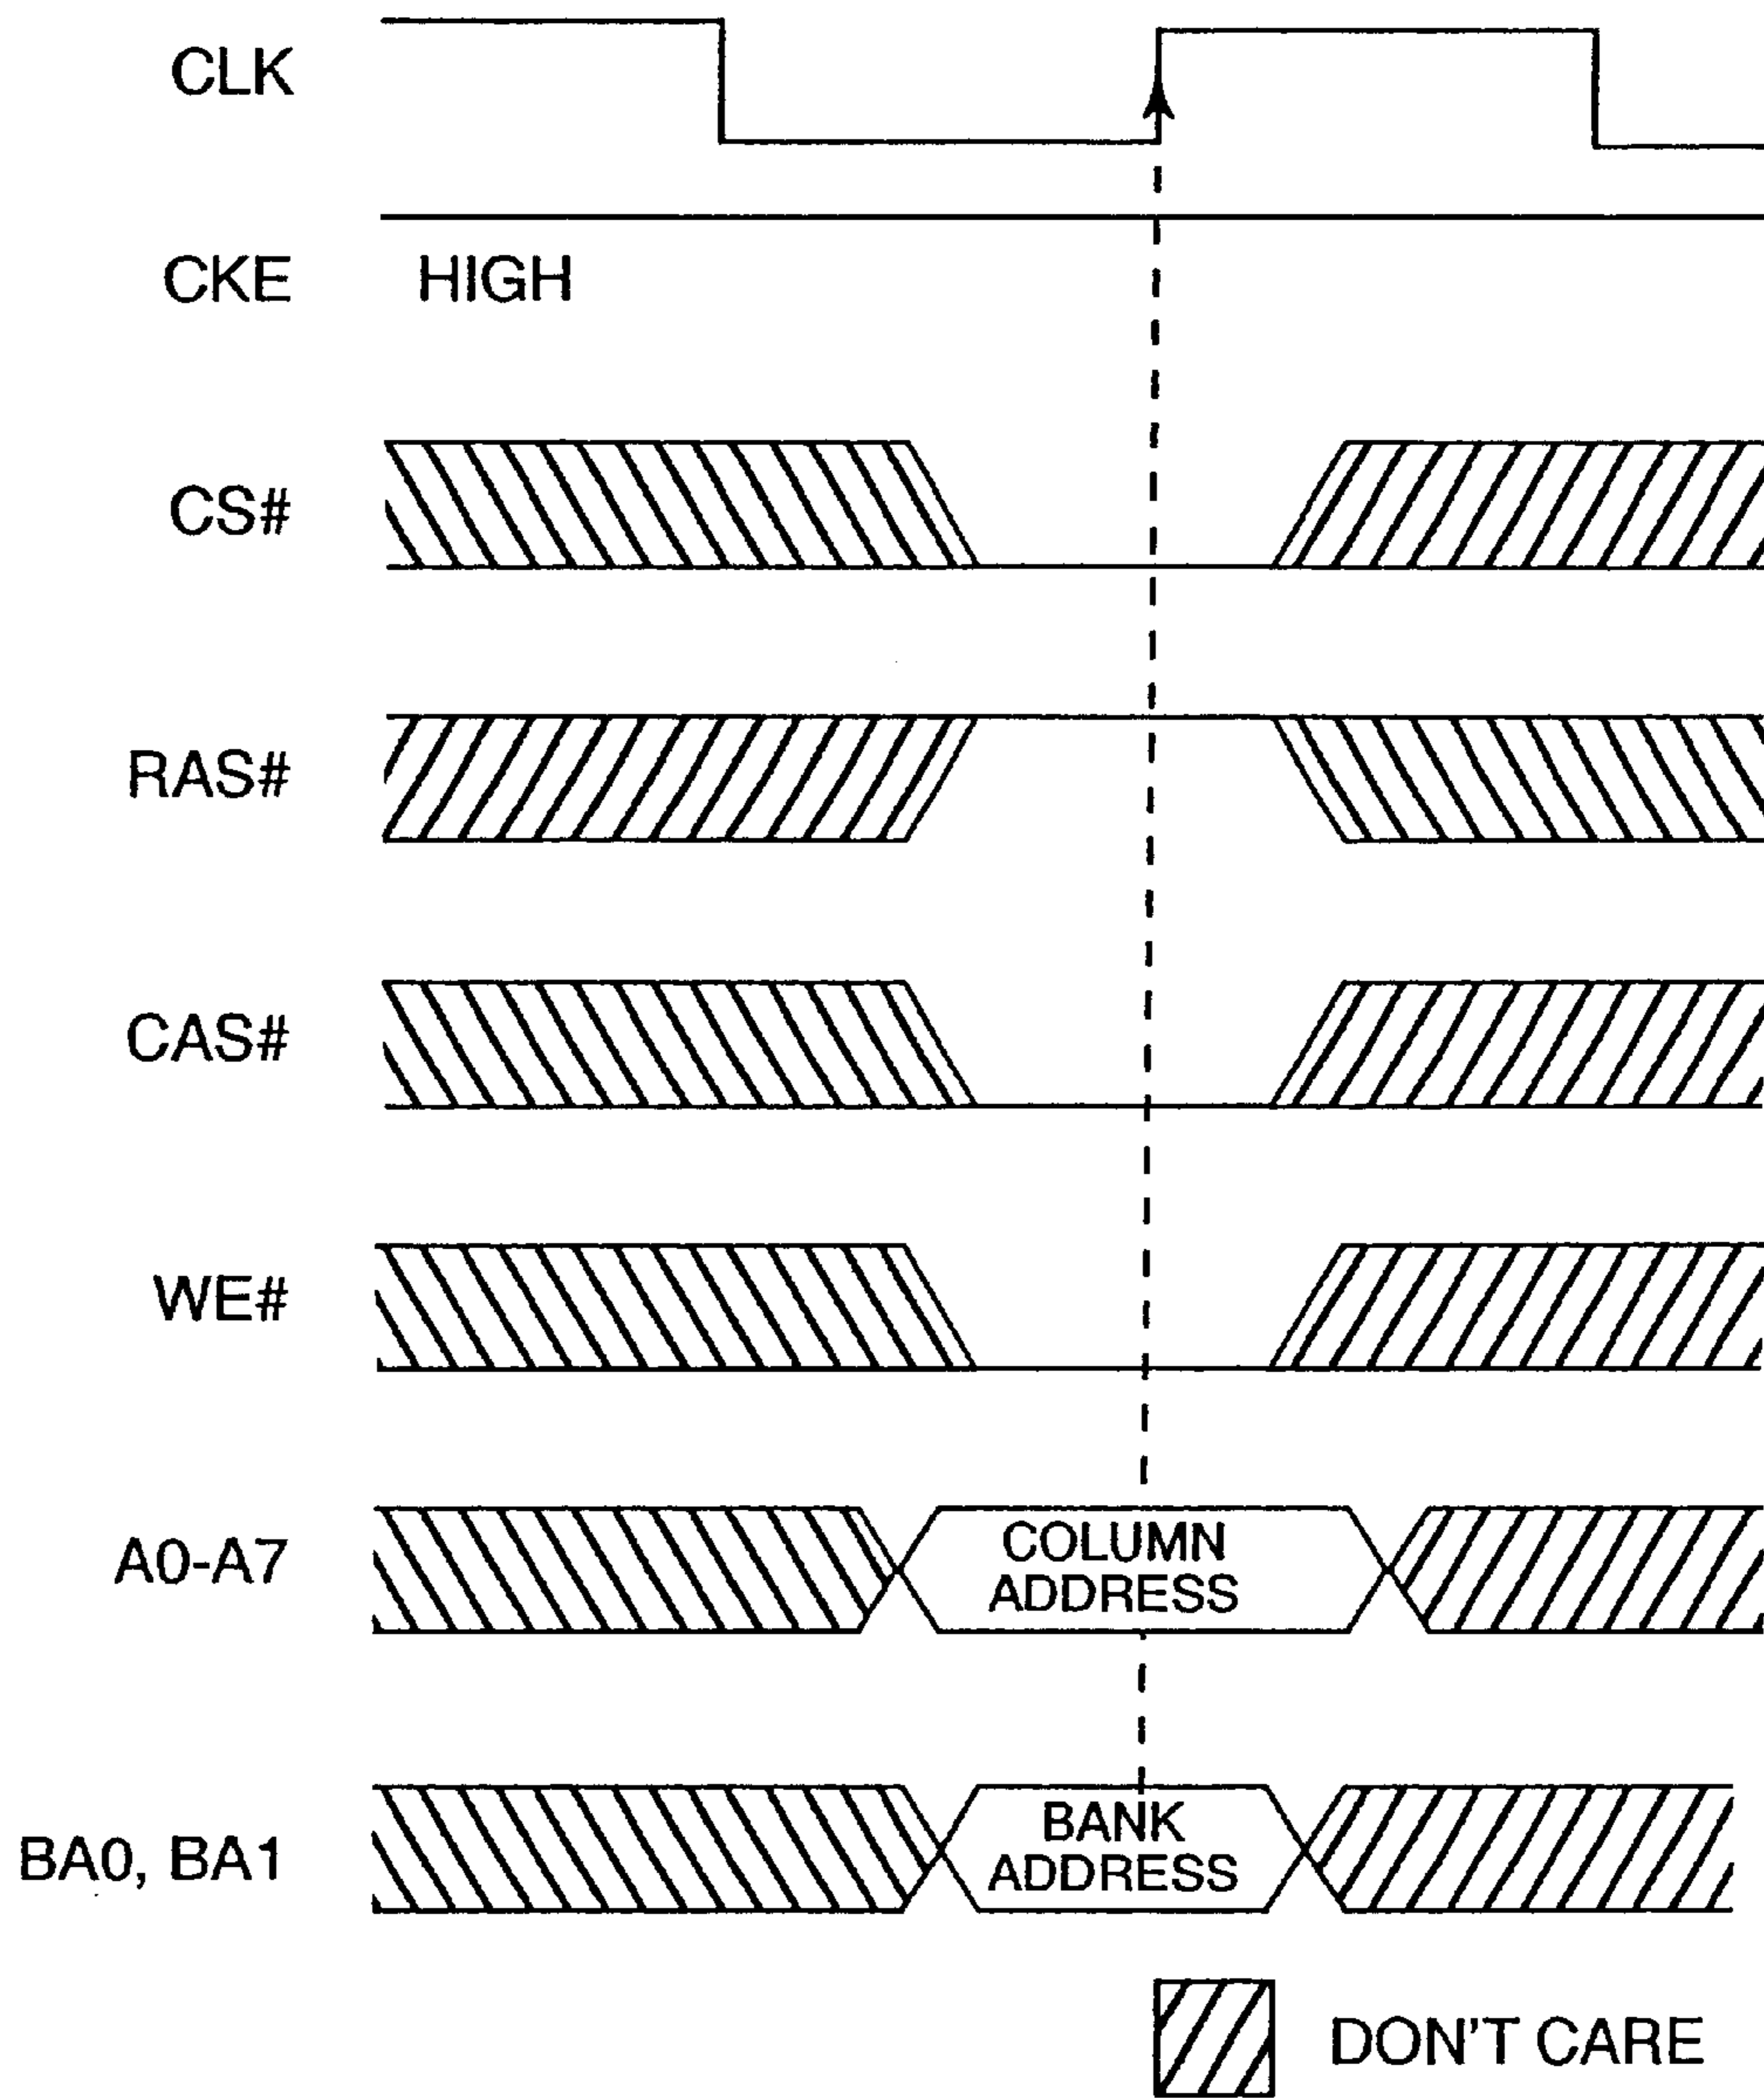 CLK
CKE HIGH
CS#
RAS#
CAS#
WE#
A0-A7 COLUMN
ADDRESS
BA0, BA1 BANK
ADDRESS
DON'T CARE